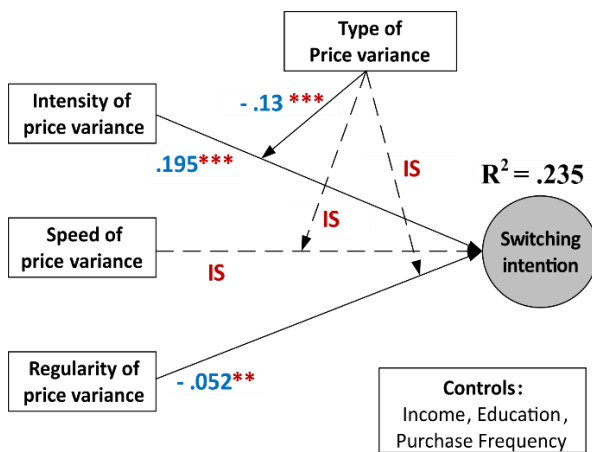 Type of
Price variance
Intensity of
price variance
- .13 ***
.195***
IS
R² = .235
IS
Speed of
price variance
IS
Switching
intention
Regularity of
price variance
- .052**
Controls:
Income, Education,
Purchase Frequency